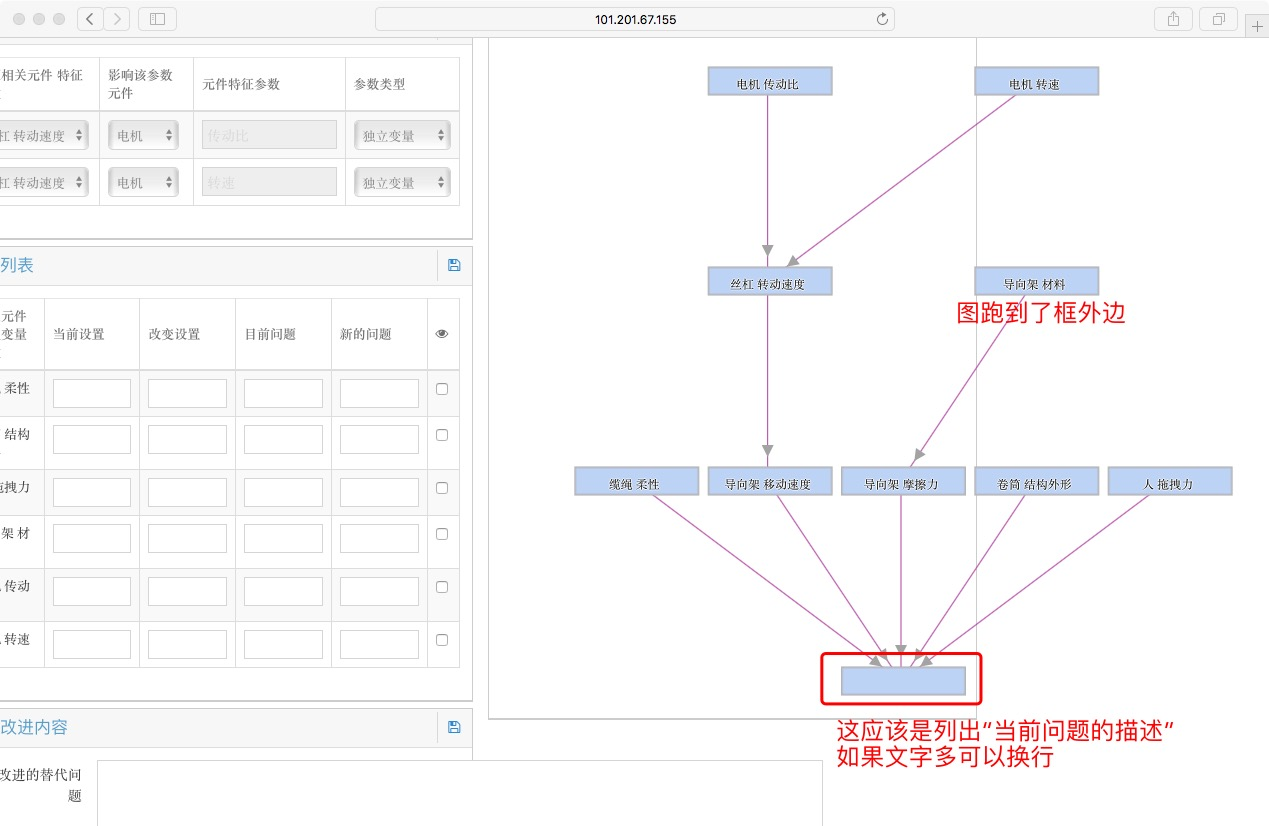 101.201.67.155
相关元件 特征
影响该参数
元件
元件特征参数
参数类型
杠 转动速度
电机
传动比
独立变量
杠 转动速度
电机
转速
独立变量
列表
元件
变量
当前设置
改变设置
目前问题
新的问题
柔性
结构
拖拽力
架 材
传动
转速
改进内容
改进的替代问
题
电机 传动比
电机 转速
丝杠 转动速度
导向架 材料
图跑到了框外边
缆绳 柔性
导向架 移动速度
导向架 摩擦力
卷筒 结构外形
人 拖拽力
这应该是列出“当前问题的描述”
如果文字多可以换行